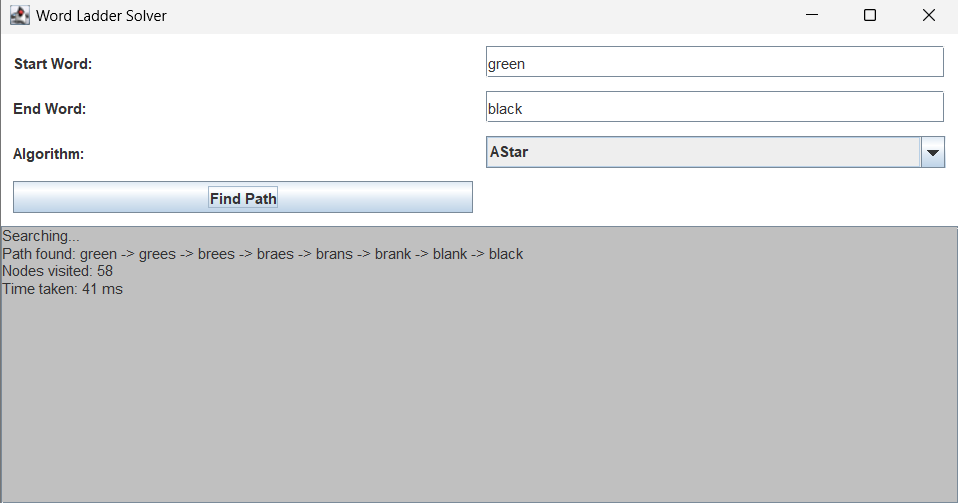 Word Ladder Solver
Start Word: green
End Word: black
Algorithm: AStar
Find Path
Searching...
Path found: green -> grees -> brees -> braes -> brans -> brank -> blank -> black
Nodes visited: 58
Time taken: 41 ms